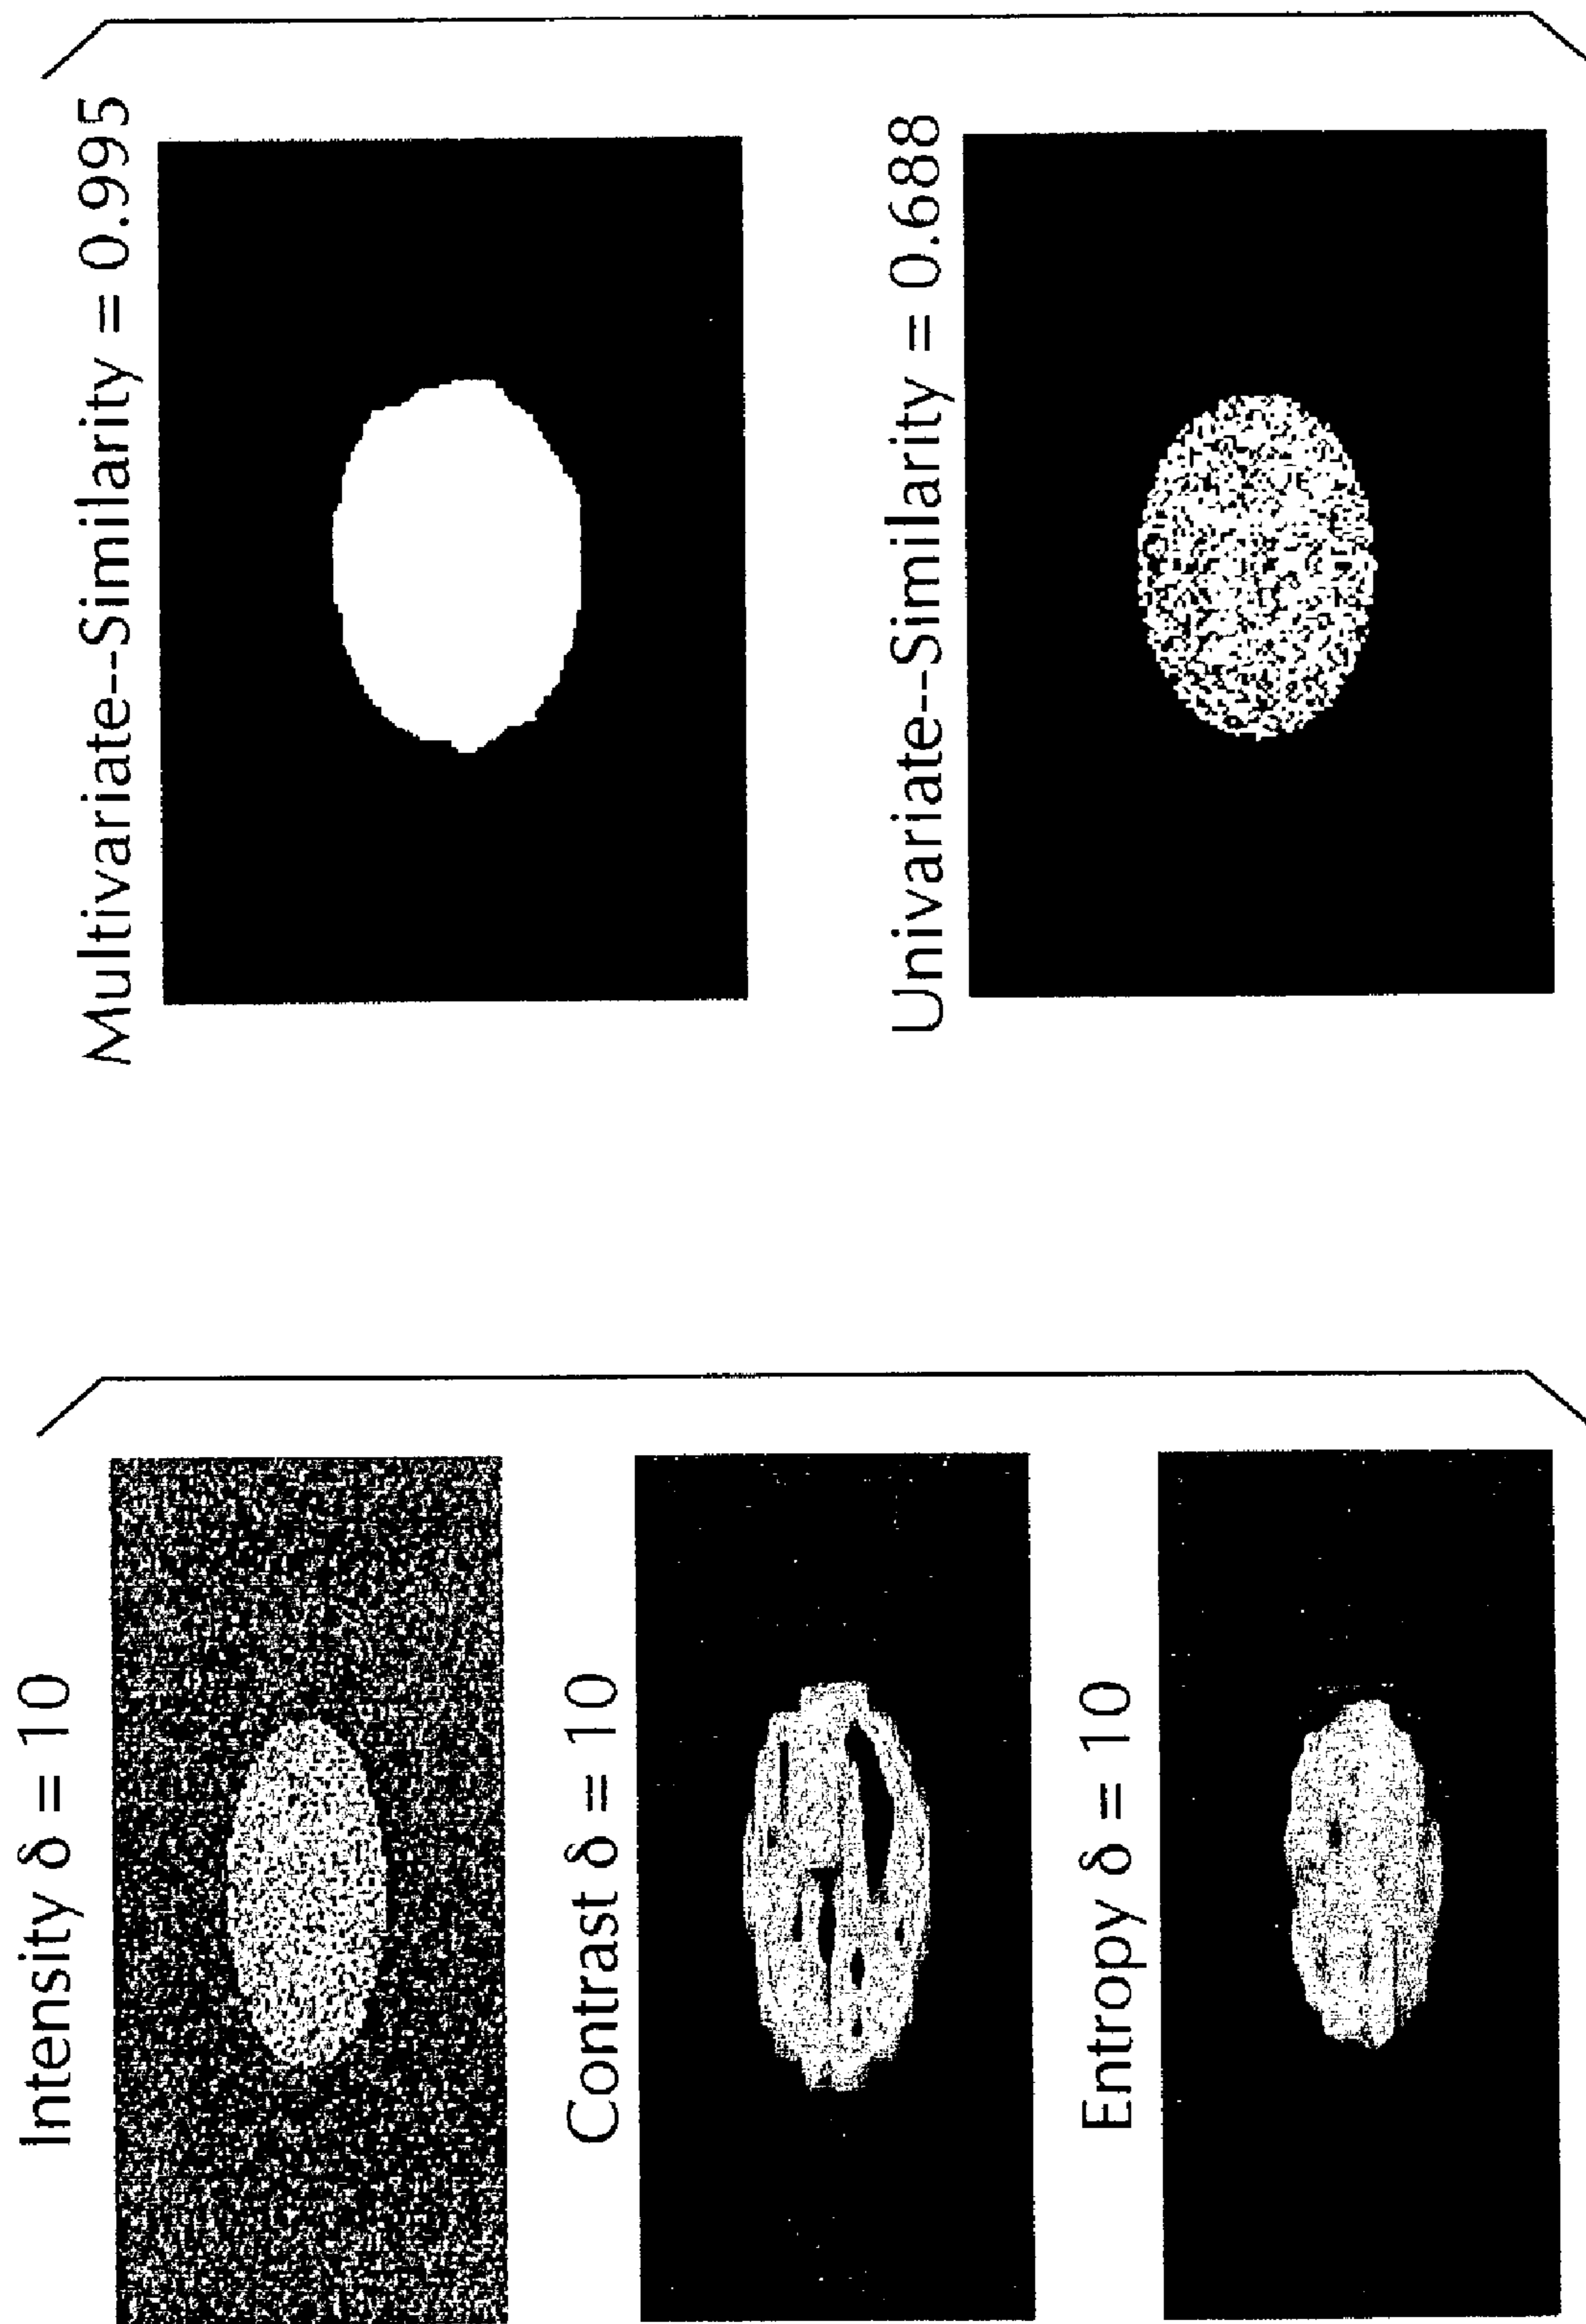 Intensity δ = 10
Contrast δ = 10
Entropy δ = 10
Multivariate--Similarity = 0.995
Univariate--Similarity = 0.688